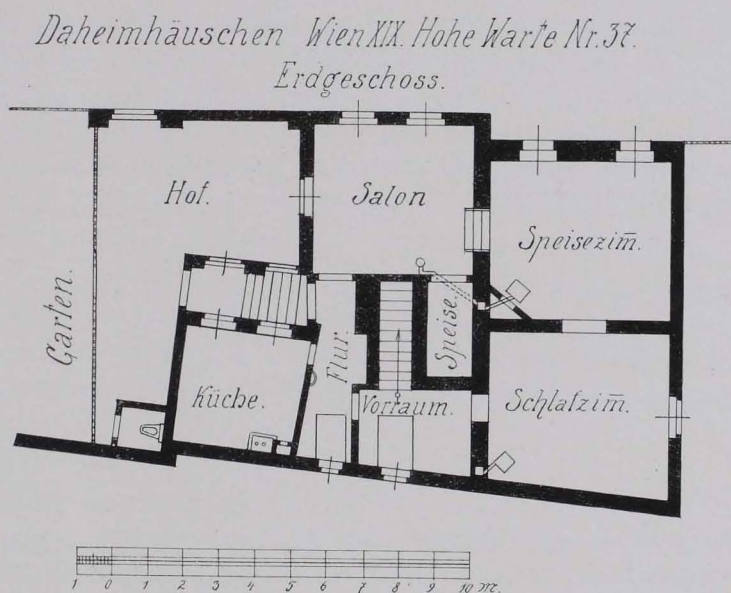 Daheimhäuschen Wien XIX. Hohe Warte Nr. 37.
Erdgeschoss.
Hof.
Salon
Speisezim̄.
Garten.
Flur.
Speise.
Küche.
Vorraum.
Schlafzim̄.
1 0 1 2 3 4 5 6 7 8 9 10 M.